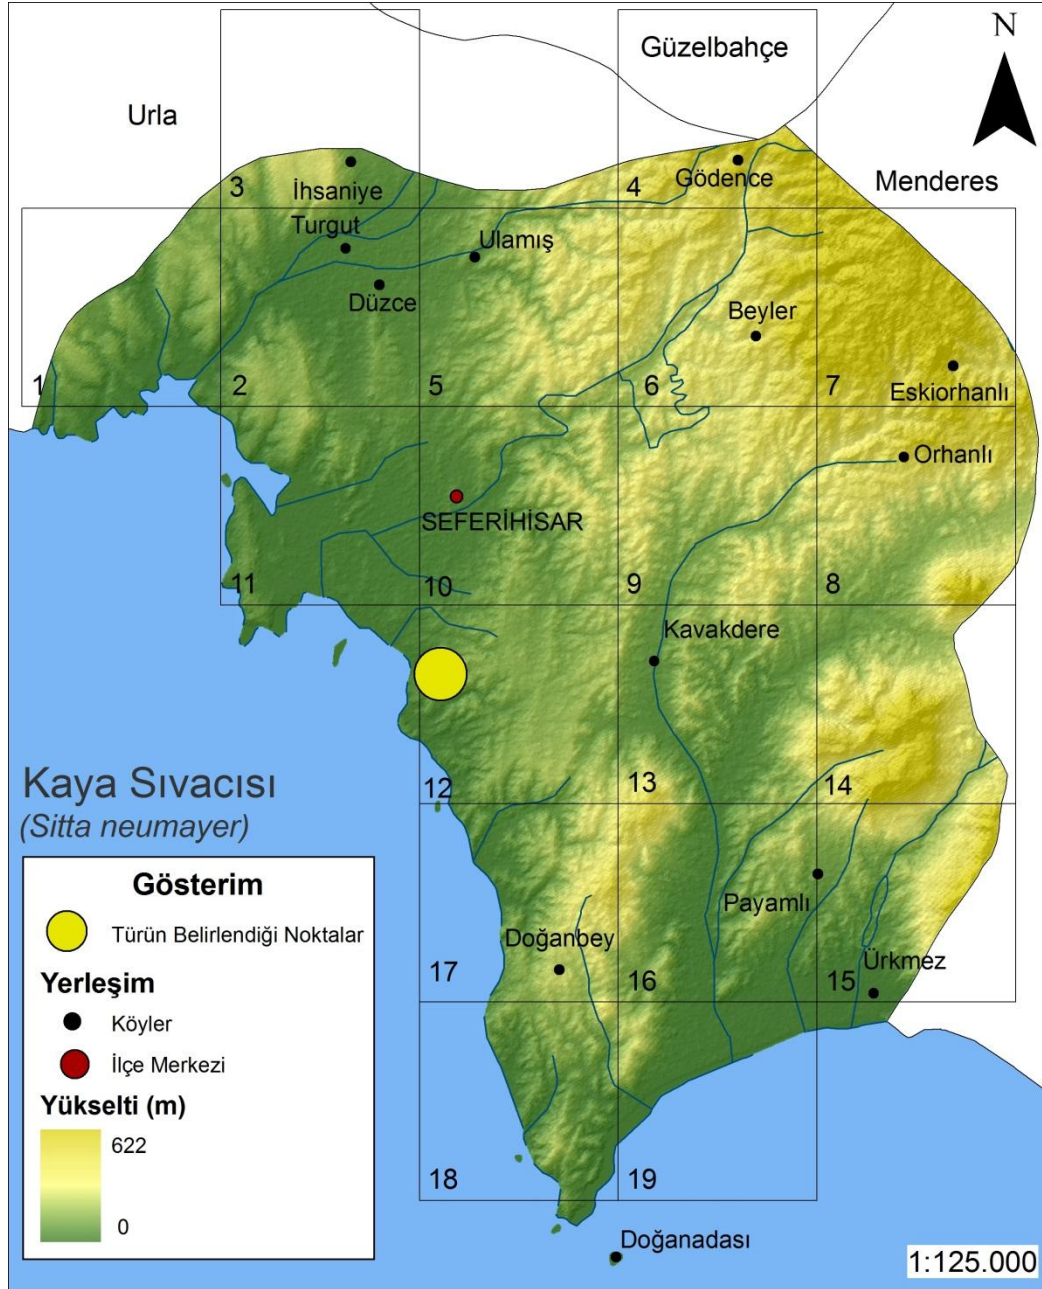 N
Güzelbahçe
Urla
Menderes
3
4
İhsaniye
Gödence
Turgut
Ulamış
Düzce
Beyler
Eskiorhanlı
1
2
5
6
7
Orhanlı
SEFERİHİSAR
11
10
9
8
Kavakdere
Kaya Sıvacısı
(Sitta neumayer)
12
13
14
Payamlı
Doğanbey
Ürkmez
17
16
15
18
19
Doğanadası
Gösterim
Türün Belirlendiği Noktalar
Yerleşim
Köyler
İlçe Merkezi
Yükselti (m)
622
0
1:125.000